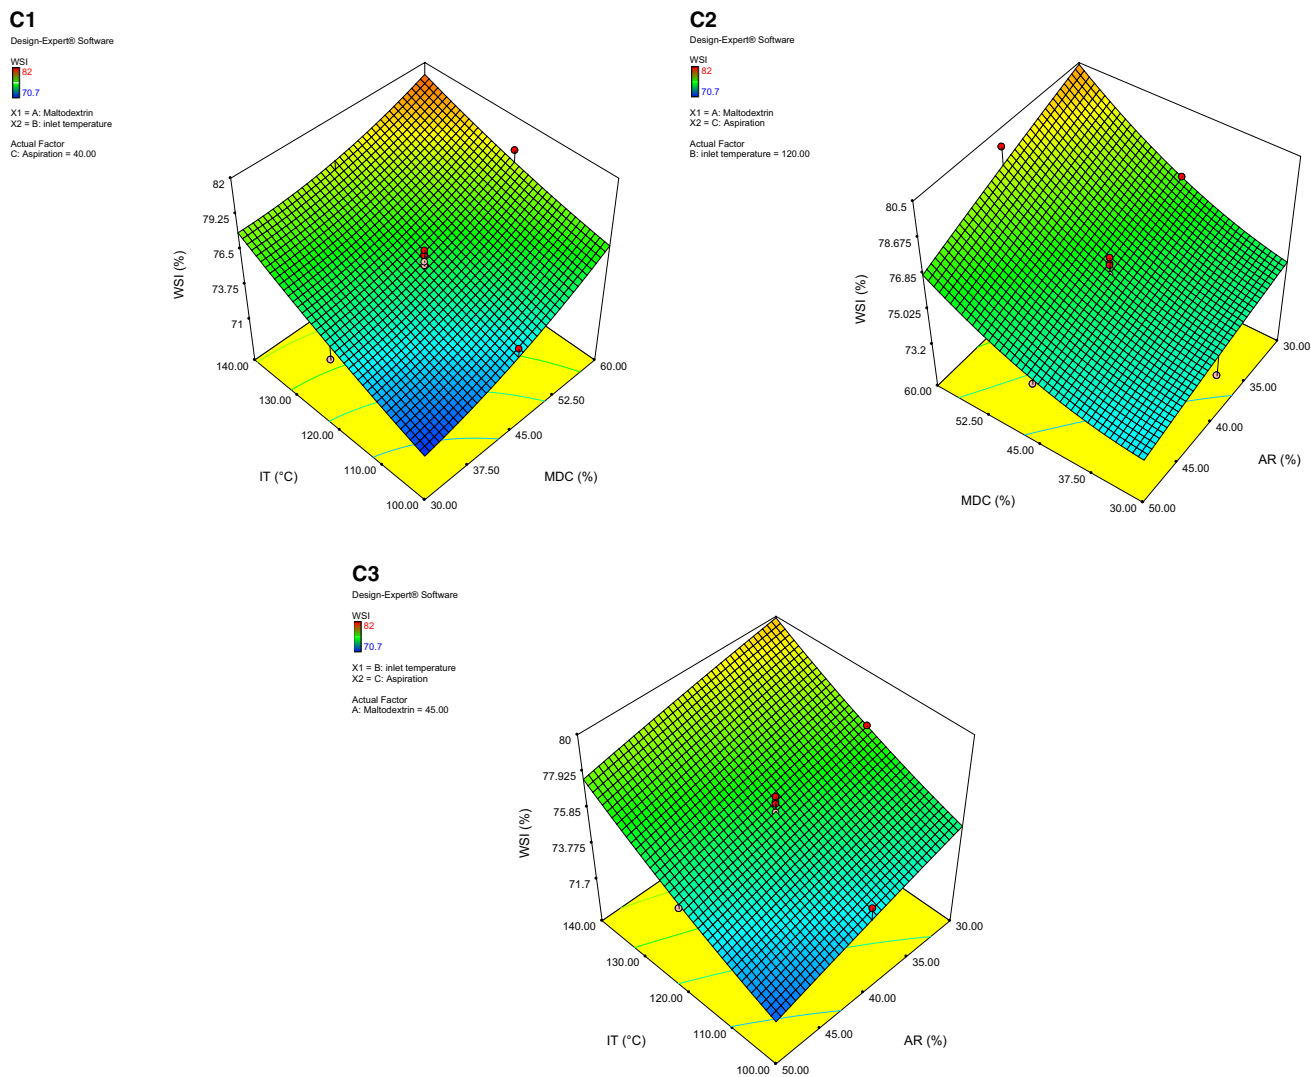 C1
Design-Expert® Software
WSI
82
70.7
X1 = A: Maltodextrin
X2 = B: inlet temperature
Actual Factor
C: Aspiration = 40.00
82
79.25
76.5
73.75
71
WSI (%)
140.00
130.00
120.00
110.00
100.00
IT (°C)
30.00
37.50
45.00
52.50
60.00
MDC (%)
C2
Design-Expert® Software
WSI
82
70.7
X1 = A: Maltodextrin
X2 = C: Aspiration
Actual Factor
B: inlet temperature = 120.00
80.5
78.675
76.85
75.025
73.2
WSI (%)
60.00
52.50
45.00
37.50
30.00
MDC (%)
50.00
45.00
40.00
35.00
30.00
AR (%)
C3
Design-Expert® Software
WSI
82
70.7
X1 = B: inlet temperature
X2 = C: Aspiration
Actual Factor
A: Maltodextrin = 45.00
80
77.925
75.85
73.775
71.7
WSI (%)
140.00
130.00
120.00
110.00
100.00
IT (°C)
50.00
45.00
40.00
35.00
30.00
AR (%)